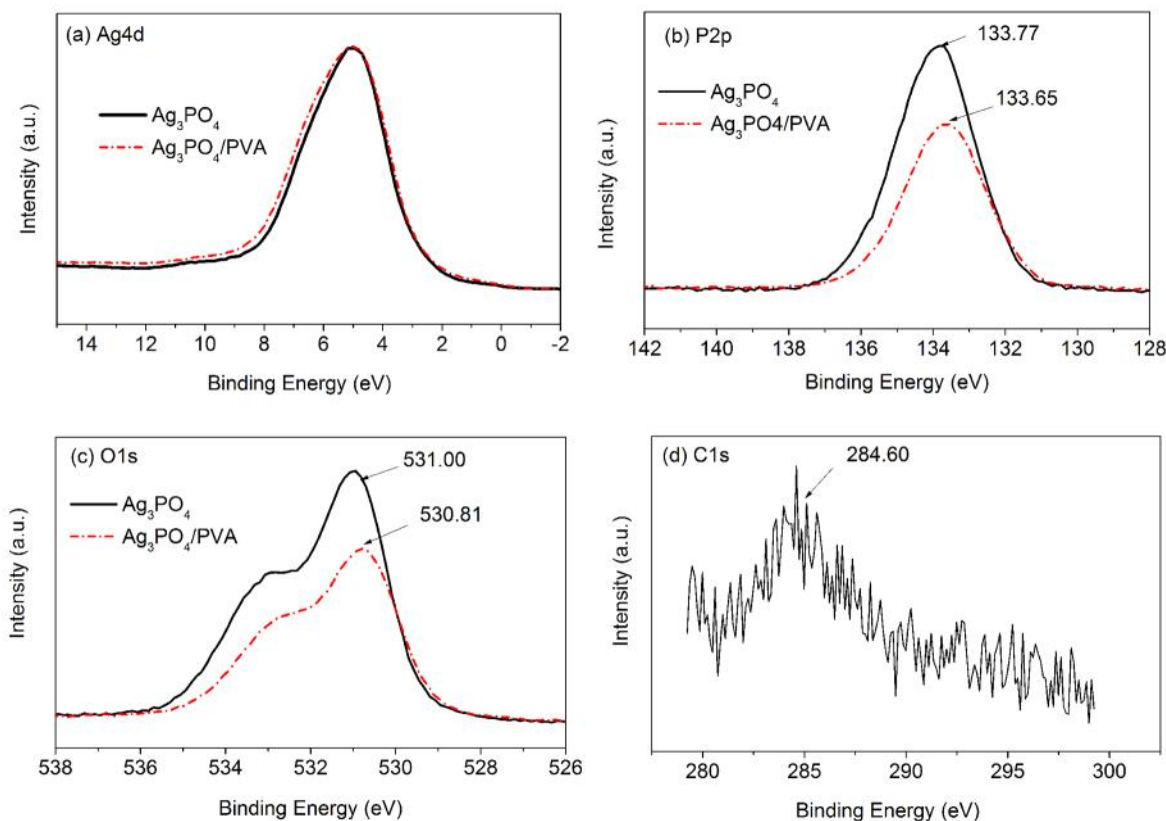 (a) Ag4d
Ag₃PO₄
Ag₃PO₄/PVA
Intensity (a.u.)
14 12 10 8 6 4 2 0 -2
Binding Energy (eV)
(b) P2p
133.77
Ag₃PO₄
133.65
Ag₃PO4/PVA
Intensity (a.u.)
142 140 138 136 134 132 130 128
Binding Energy (eV)
(c) O1s
531.00
Ag₃PO₄
530.81
Ag₃PO₄/PVA
Intensity (a.u.)
538 536 534 532 530 528 526
Binding Energy (eV)
(d) C1s
284.60
Intensity (a.u.)
280 285 290 295 300
Binding Energy (eV)